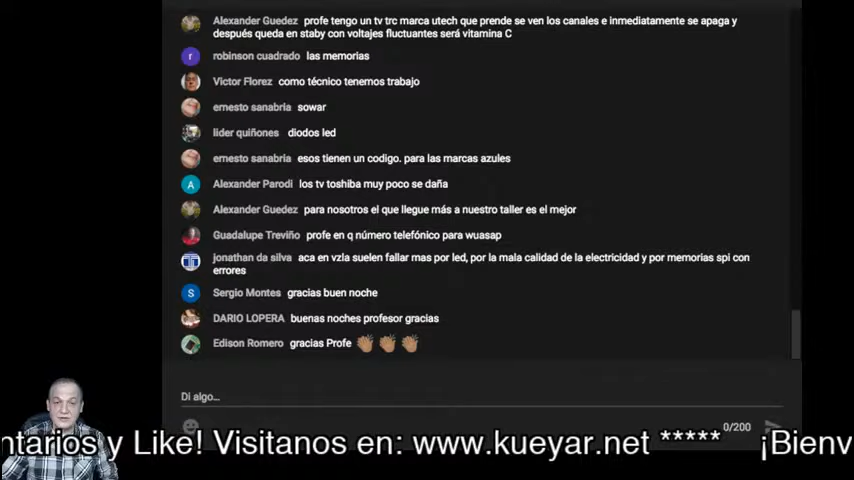 Alexander Guedez profe tengo un tv trc marca utech que prende se ven los canales e inmediatamente se apaga y
después queda en staby con voltajes fluctuantes será vitamina C
r robinson cuadrado las memorias
Victor Florez como técnico tenemos trabajo
ernesto sanabria sowar
lider quiñones diodos led
ernesto sanabria esos tienen un codigo. para las marcas azules
A Alexander Parodi los tv toshiba muy poco se daña
Alexander Guedez para nosotros el que llegue más a nuestro taller es el mejor
Guadalupe Treviño profe en q número telefónico para wuasap
jonathan da silva aca en vzla suelen fallar mas por led, por la mala calidad de la electricidad y por memorias spi con
errores
S Sergio Montes gracias buen noche
DARIO LOPERA buenas noches profesor gracias
Edison Romero gracias Profe 👏🏽 👏🏽 👏🏽
Di algo...
0/200
ntarios y Like! Visitanos en: www.kueyar.net ***** ¡Bienv